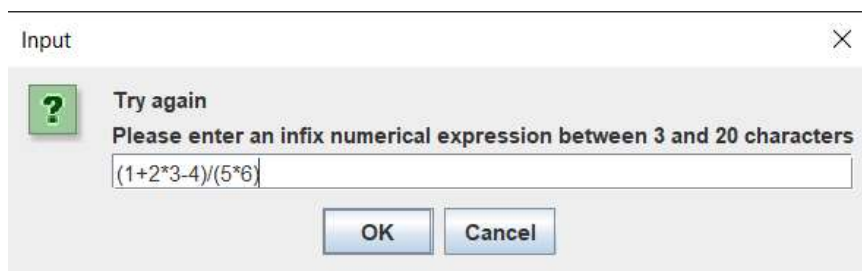 Input
Try again
Please enter an infix numerical expression between 3 and 20 characters
(1+2*3-4)/(5*6)
OK Cancel